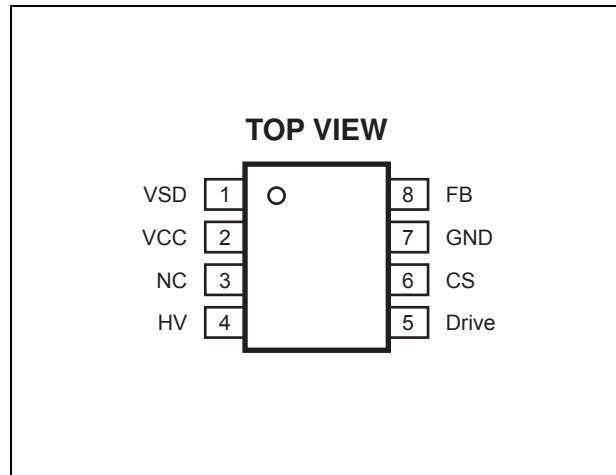 TOP VIEW
VSD 1 8 FB
VCC 2 7 GND
NC 3 6 CS
HV 4 5 Drive